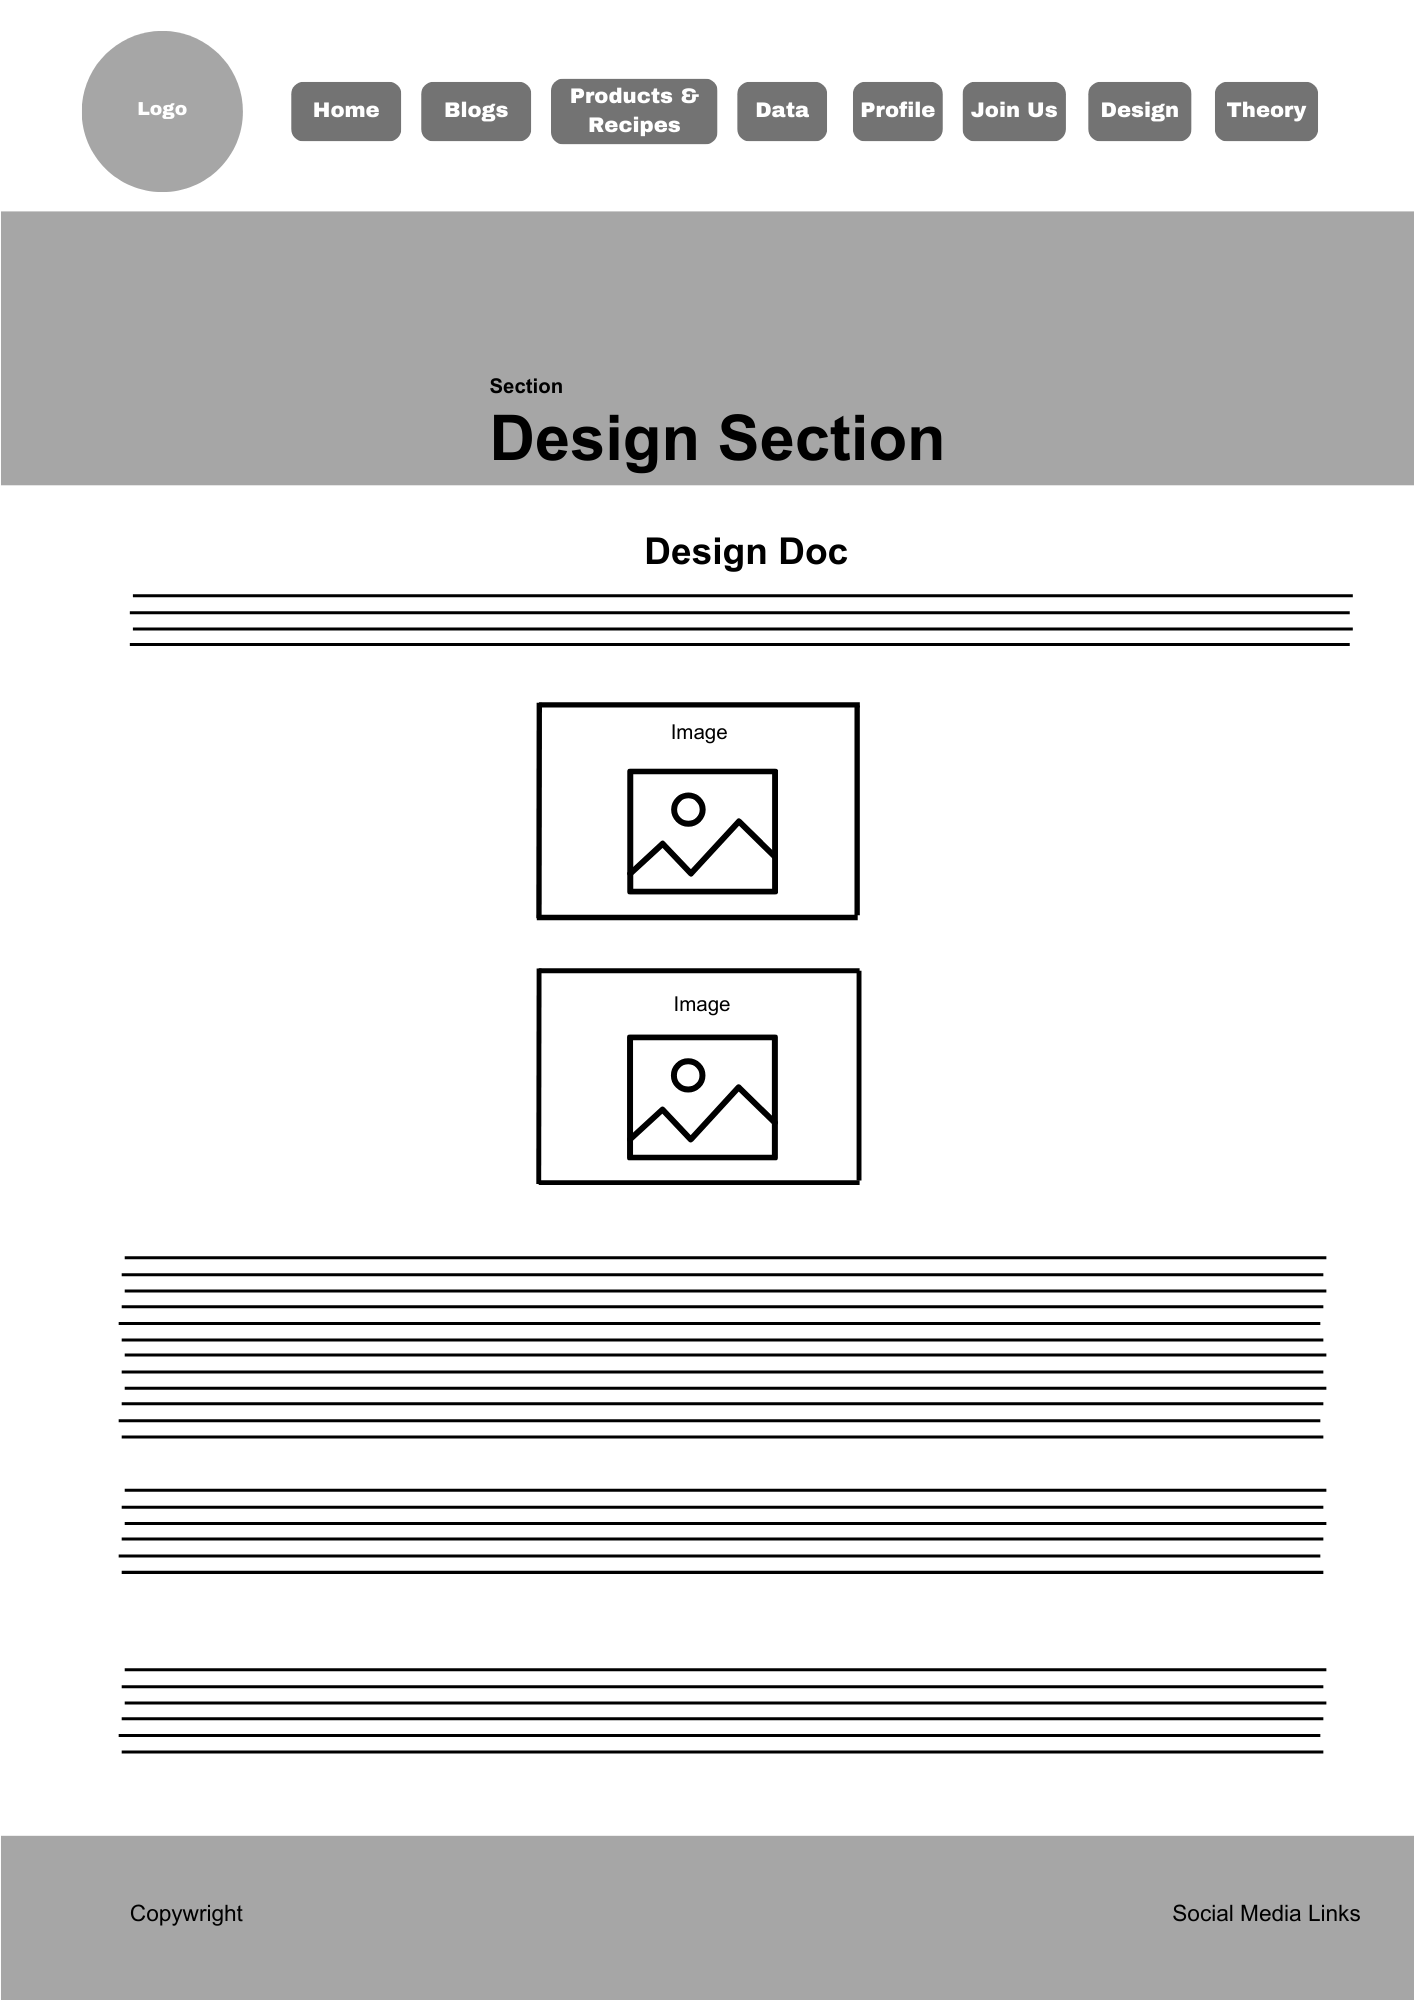 Logo
Home
Blogs
Products &
Recipes
Data
Profile
Join Us
Design
Theory
Section
Design Section
Design Doc
Image
Image
Copywright
Social Media Links